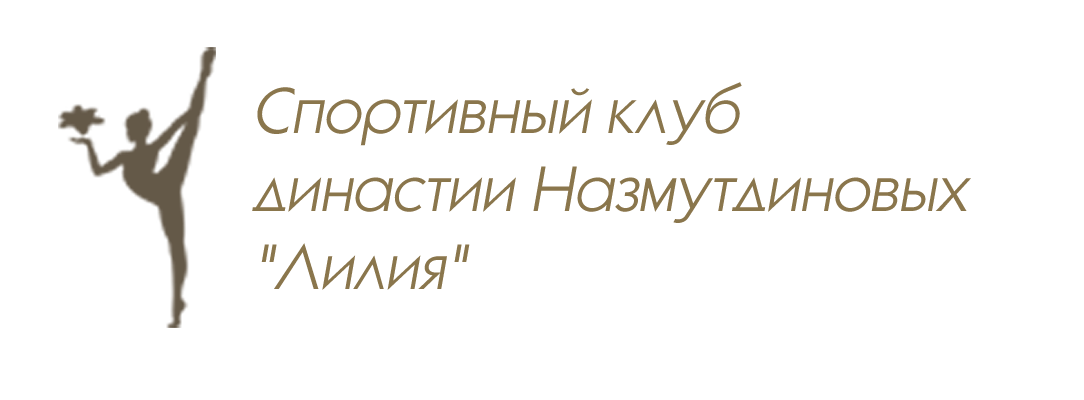 Спортивный клуб
династии Назмутдиновых
"Лилия"